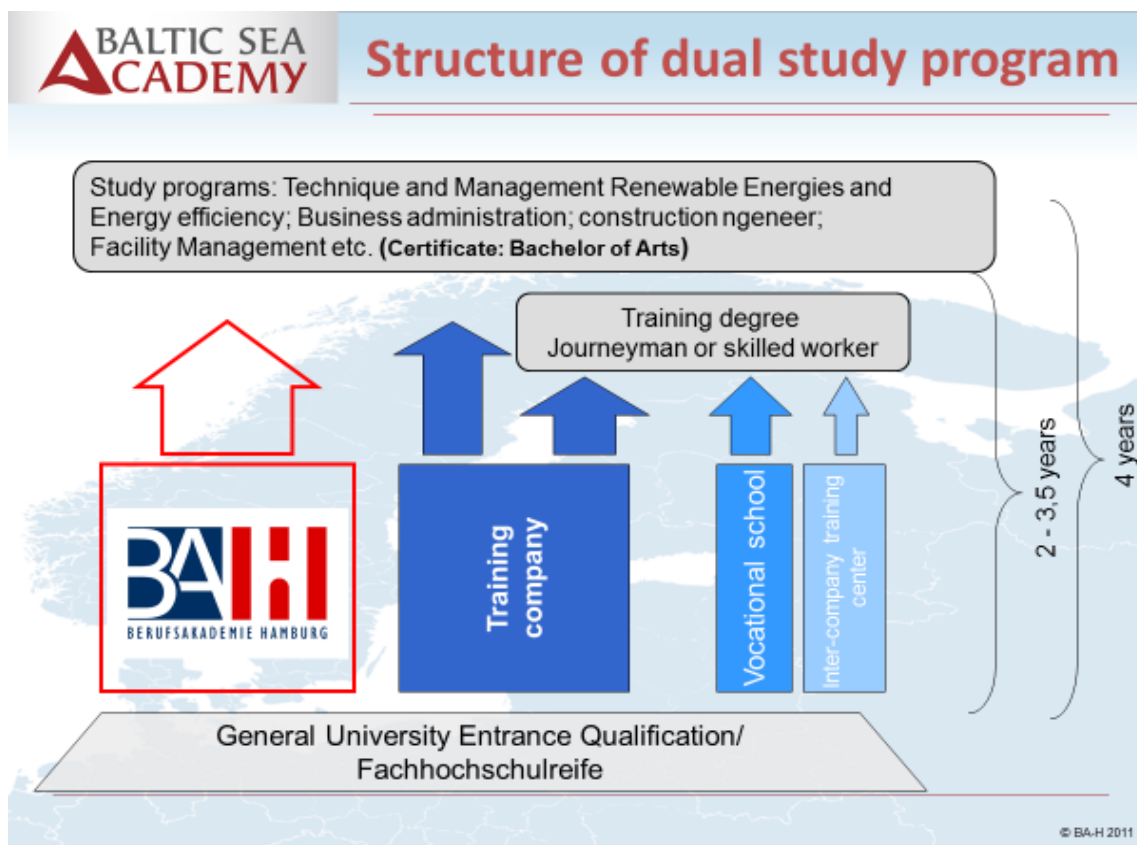 BALTIC SEA
ACADEMY
Structure of dual study program
Study programs: Technique and Management Renewable Energies and
Energy efficiency; Business administration; construction ngeneer;
Facility Management etc. (Certificate: Bachelor of Arts)
Training degree
Journeyman or skilled worker
BAH
BERUFSAKADEMIE HAMBURG
Training
company
Vocational school
Inter-company training
center
2 - 3,5 years
4 years
General University Entrance Qualification/
Fachhochschulreife
© BA-H 2011